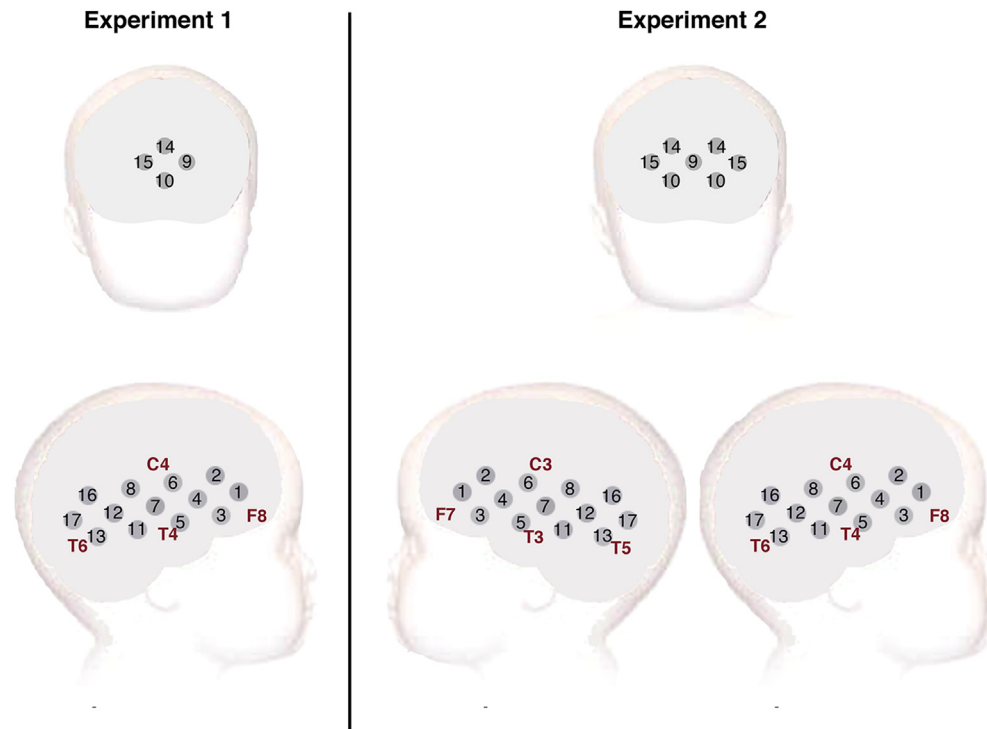 Experiment 1
14
15 9
10
C4
2
8 6
16 4 1
7
17 12 3 F8
11 T4 5
T6 13
Experiment 2
14 14
15 9 15
10 10
C3
2
6 8
1 4 16
7
F7 3 5 12 17
T3 11 13 T5
C4
2
8 6
16 4 1
7
17 12 3 F8
11 T4 5
T6 13